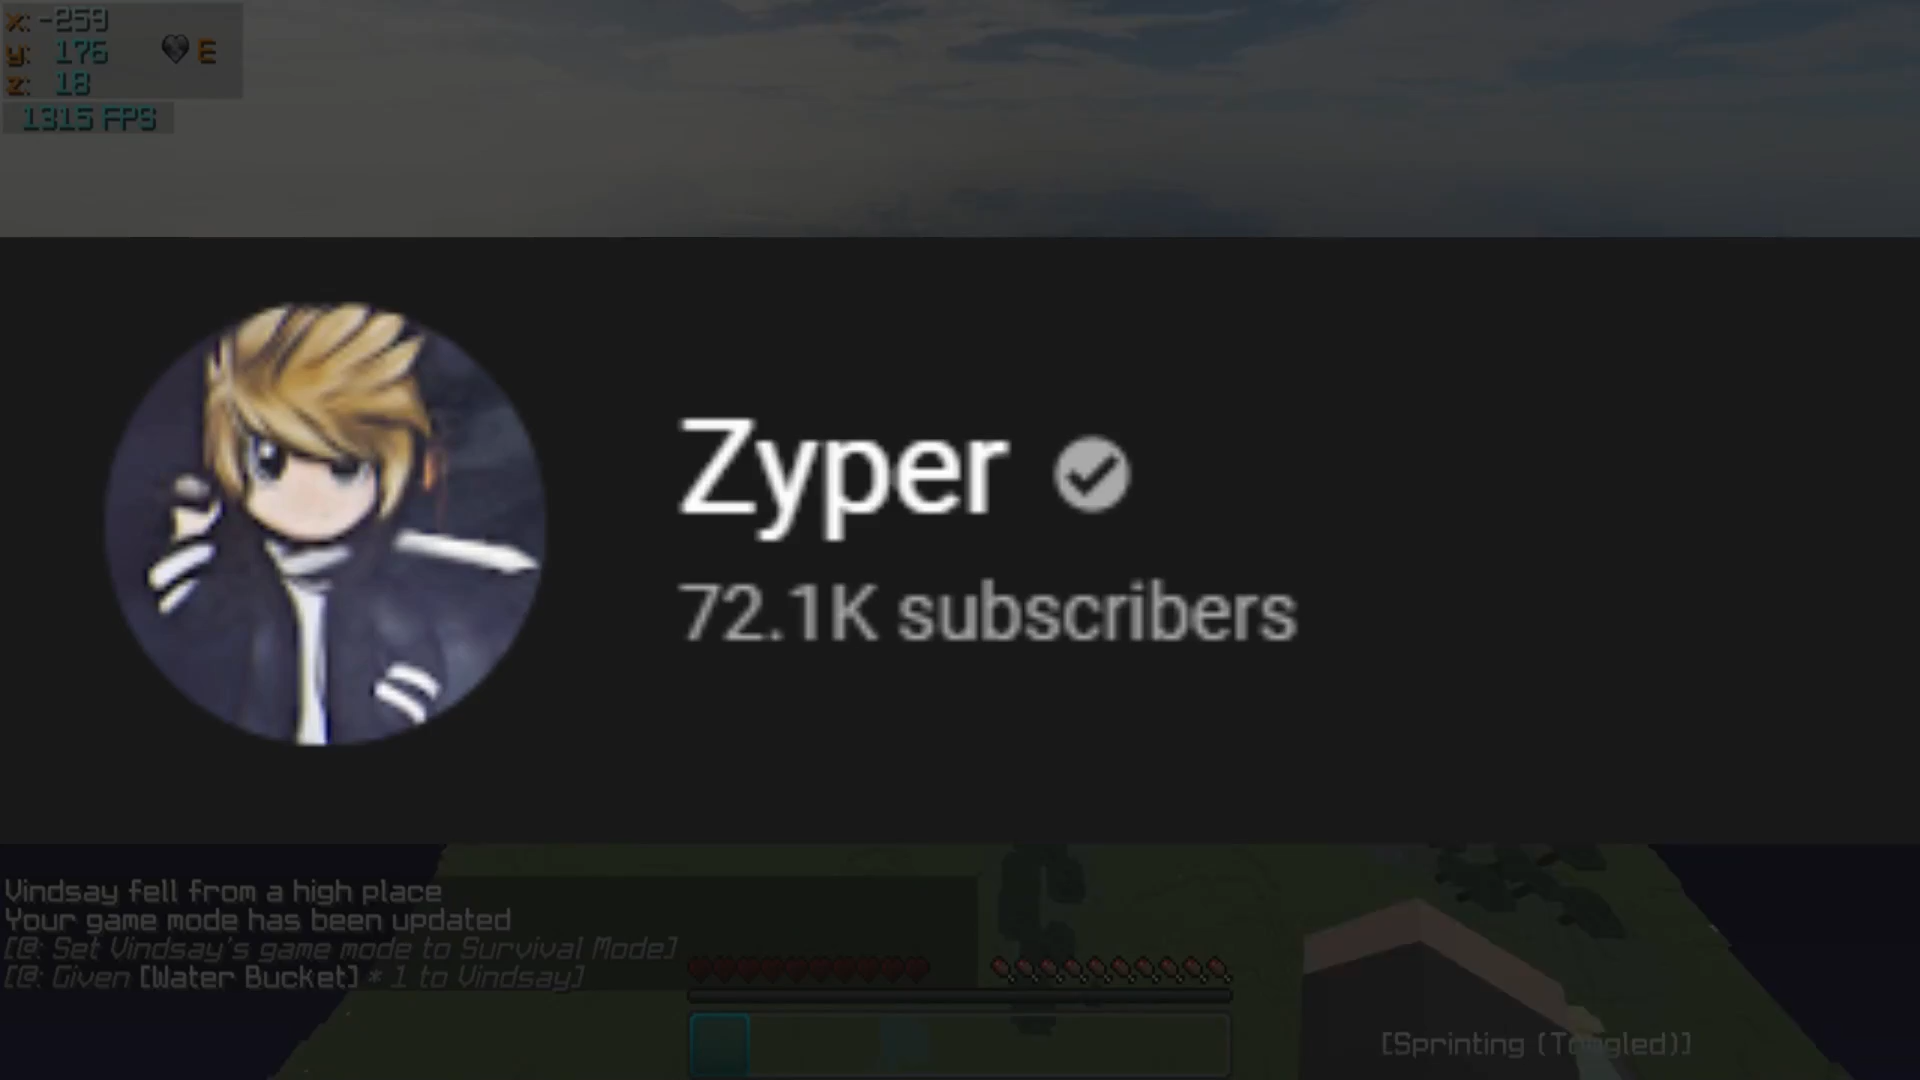 x: -259
y: 176
E
z: 18
1315 FPS
Zyper
72.1K subscribers
Vindsay fell from a high place
Your game mode has been updated
[@: Set Vindsay's game mode to Survival Mode]
[@: Given [Water Bucket] * 1 to Vindsay]
[Sprinting (Toggled)]